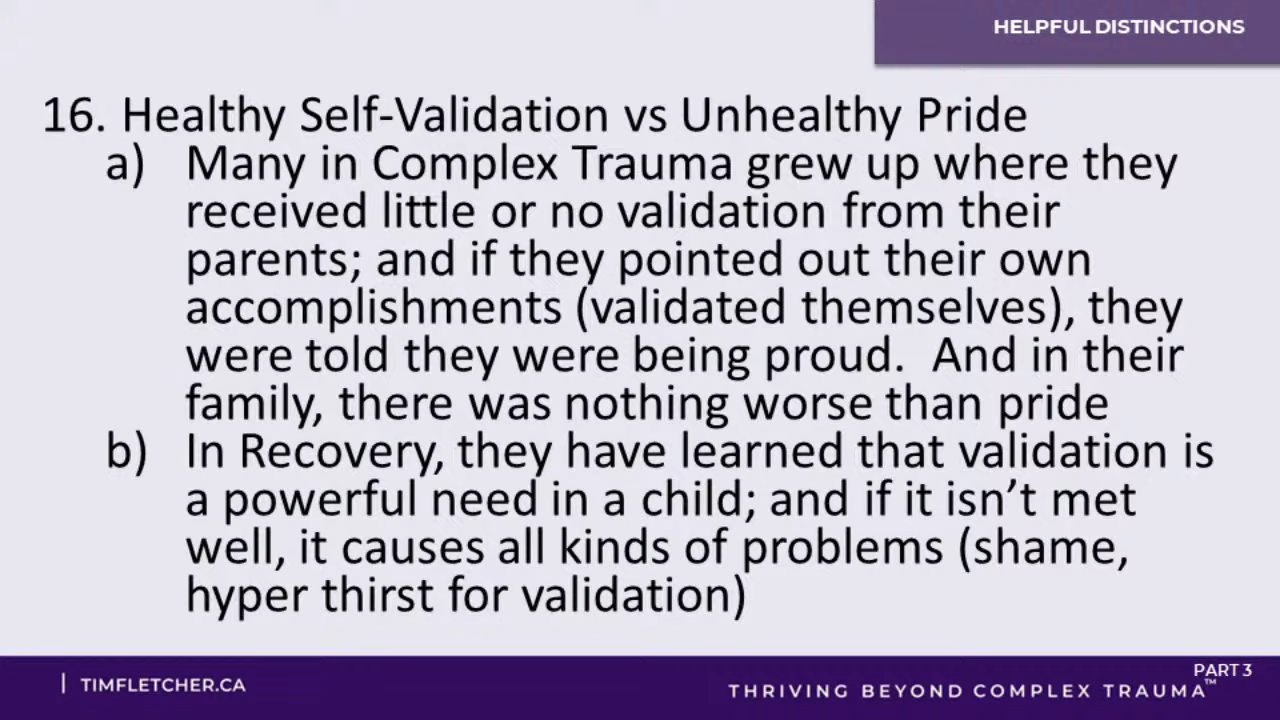 HELPFUL DISTINCTIONS
16. Healthy Self-Validation vs Unhealthy Pride
a) Many in Complex Trauma grew up where they
received little or no validation from their
parents; and if they pointed out their own
accomplishments (validated themselves), they
were told they were being proud.  And in their
family, there was nothing worse than pride
b) In Recovery, they have learned that validation is
a powerful need in a child; and if it isn’t met
well, it causes all kinds of problems (shame,
hyper thirst for validation)
PART 3
| TIMFLETCHER.CA
THRIVING BEYOND COMPLEX TRAUMA™